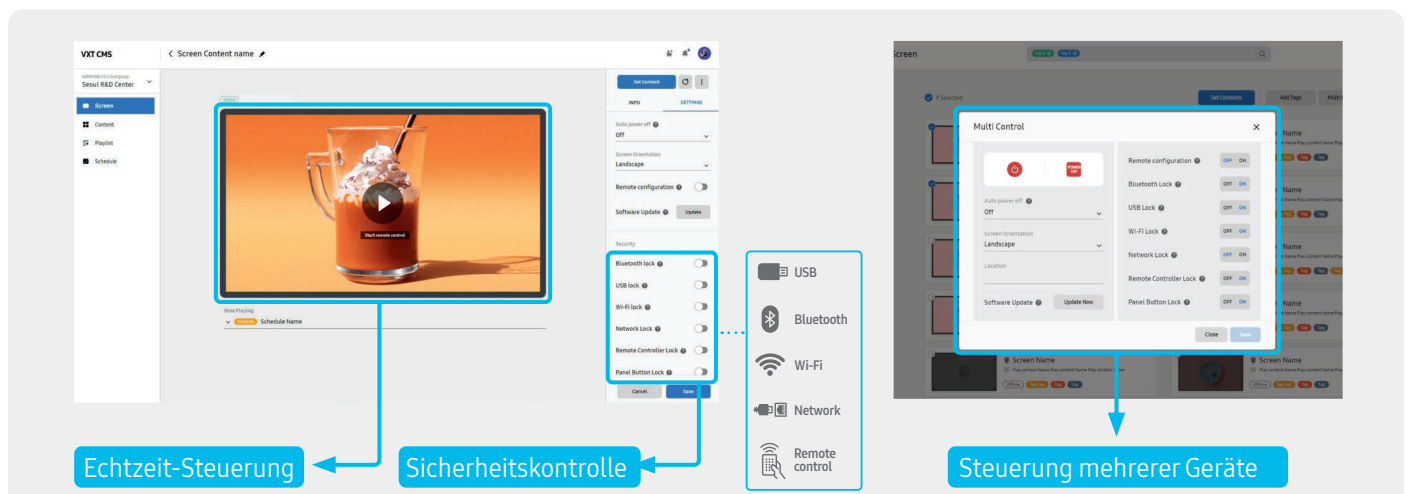 VXT CMS
Screen Content name
Seoul R&D Center
Screen
Content
Playlist
Schedule
Start remote control
Now Playing
Schedule Name
Set Content
INFO
SETTINGS
Auto power off
Off
Screen Orientation
Landscape
Remote configuration
Software Update
Update
Security
Bluetooth lock
USB lock
Wi-Fi lock
Network Lock
Remote Controller Lock
Panel Button Lock
Cancel
Save
USB
Bluetooth
Wi-Fi
Network
Remote
control
Echtzeit-Steuerung
Sicherheitskontrolle
Screen
9 Selected
Set Contents
Add Tags
Multi Control
POWER
OFF
Auto power off
Off
Screen Orientation
Landscape
Location
Software Update
Update Now
Remote configuration
OFF ON
Bluetooth Lock
OFF ON
USB Lock
OFF ON
Wi-Fi Lock
OFF ON
Network Lock
OFF ON
Remote Controller Lock
OFF ON
Panel Button Lock
OFF ON
Close
Save
Screen Name
Screen Name
Steuerung mehrerer Geräte